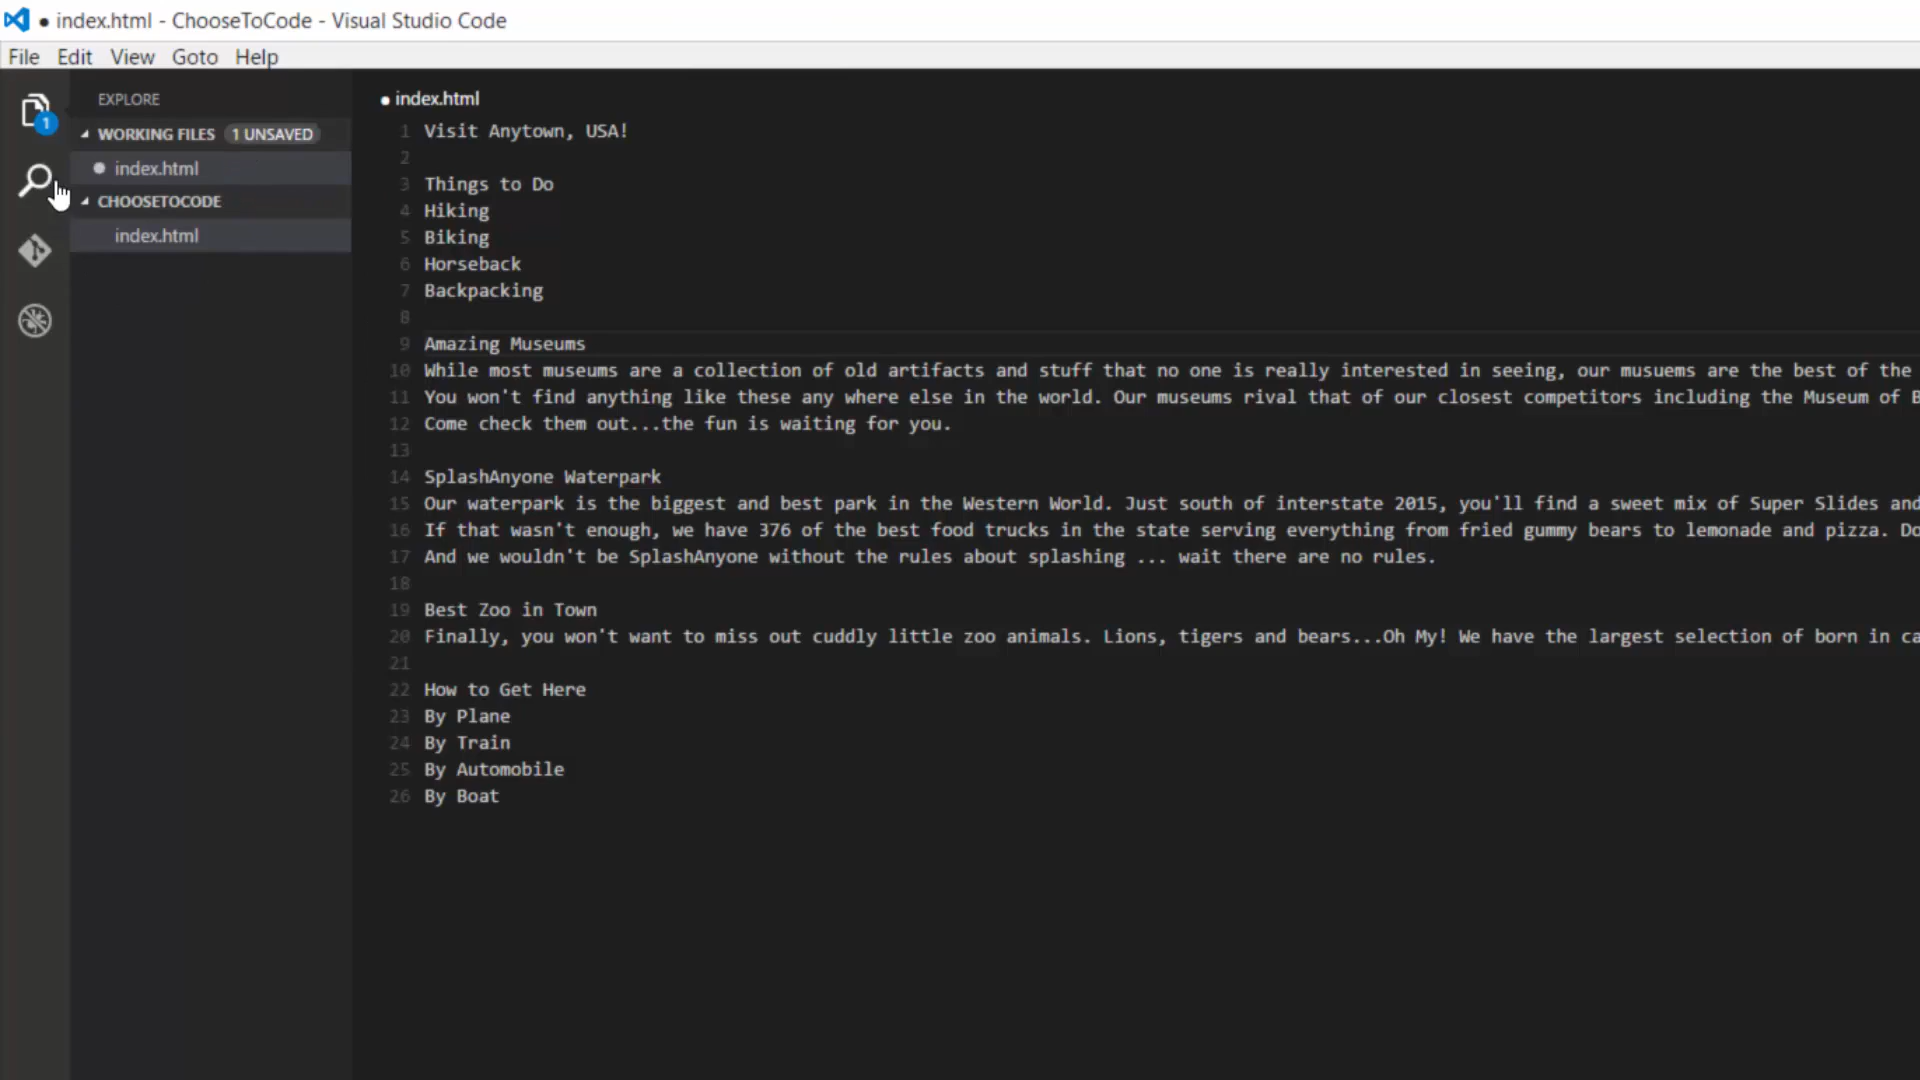 ● index.html - ChooseToCode - Visual Studio Code
File Edit View Goto Help
EXPLORE
1
WORKING FILES 1 UNSAVED
index.html
CHOOSETOCODE
index.html
● index.html
1 Visit Anytown, USA!
2
3 Things to Do
4 Hiking
5 Biking
6 Horseback
7 Backpacking
8
9 Amazing Museums
10 While most museums are a collection of old artifacts and stuff that no one is really interested in seeing, our musuems are the best of the
11 You won't find anything like these any where else in the world. Our museums rival that of our closest competitors including the Museum of
12 Come check them out...the fun is waiting for you.
13
14 SplashAnyone Waterpark
15 Our waterpark is the biggest and best park in the Western World. Just south of interstate 2015, you'll find a sweet mix of Super Slides and
16 If that wasn't enough, we have 376 of the best food trucks in the state serving everything from fried gummy bears to lemonade and pizza. Do
17 And we wouldn't be SplashAnyone without the rules about splashing ... wait there are no rules.
18
19 Best Zoo in Town
20 Finally, you won't want to miss out cuddly little zoo animals. Lions, tigers and bears...Oh My! We have the largest selection of born in ca
21
22 How to Get Here
23 By Plane
24 By Train
25 By Automobile
26 By Boat